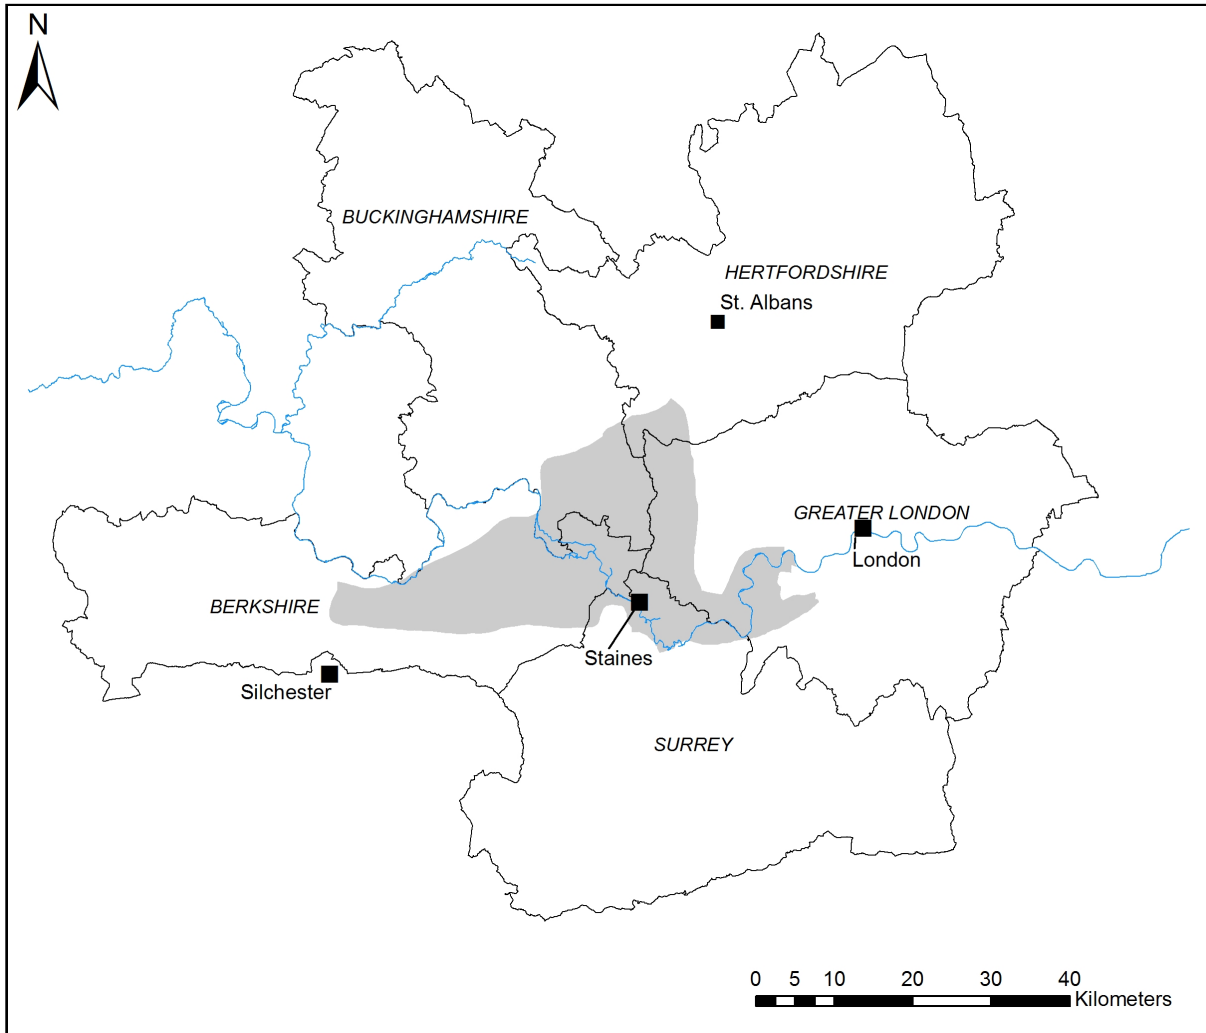 N
BUCKINGHAMSHIRE
HERTFORDSHIRE
St. Albans
GREATER LONDON
London
BERKSHIRE
Staines
Silchester
SURREY
0 5 10 20 30 40
Kilometers